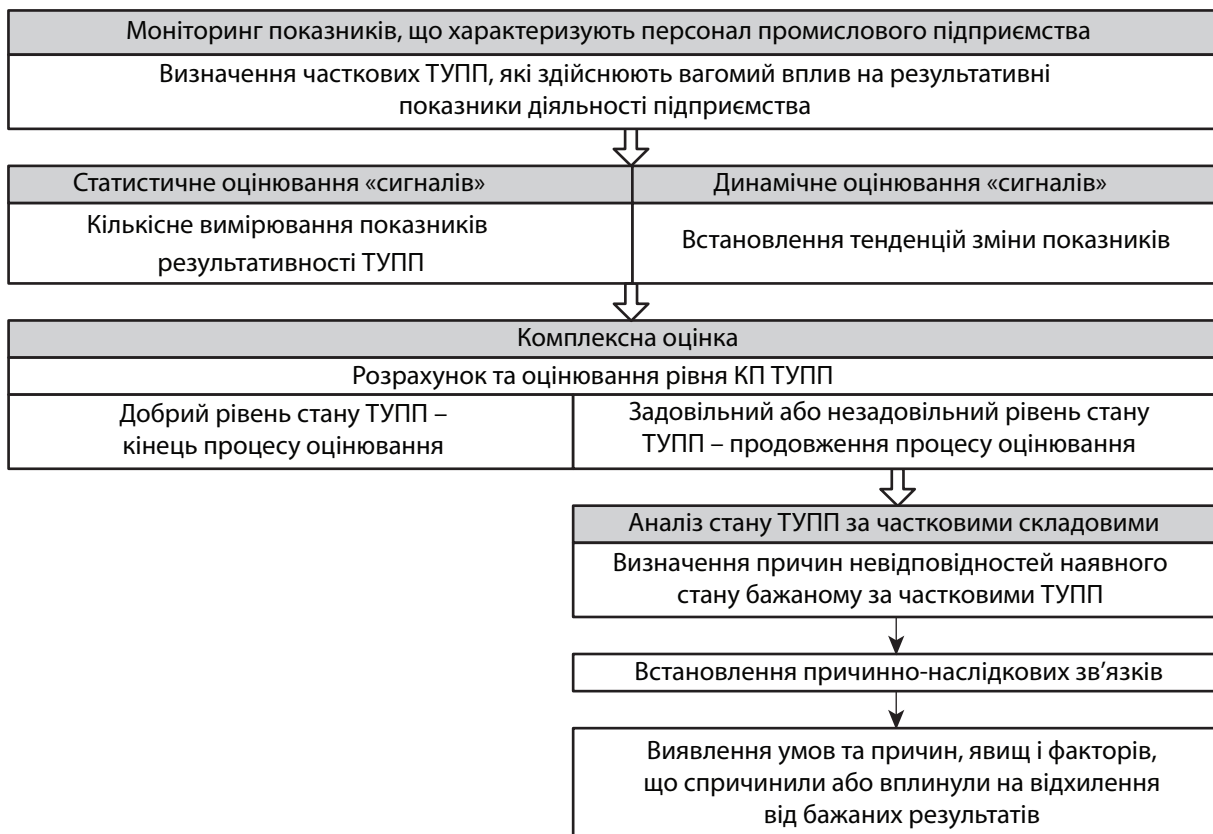 Моніторинг показників, що характеризують персонал промислового підприємства
Визначення часткових ТУПП, які здійснюють вагомий вплив на результативні
показники діяльності підприємства
Статистичне оцінювання «сигналів»
Динамічне оцінювання «сигналів»
Кількісне вимірювання показників
результативності ТУПП
Встановлення тенденцій зміни показників
Комплексна оцінка
Розрахунок та оцінювання рівня КП ТУПП
Добрий рівень стану ТУПП –
кінець процесу оцінювання
Задовільний або незадовільний рівень стану
ТУПП – продовження процесу оцінювання
Аналіз стану ТУПП за частковими складовими
Визначення причин невідповідностей наявного
стану бажаному за частковими ТУПП
Встановлення причинно-наслідкових зв’язків
Виявлення умов та причин, явищ і факторів,
що спричинили або вплинули на відхилення
від бажаних результатів